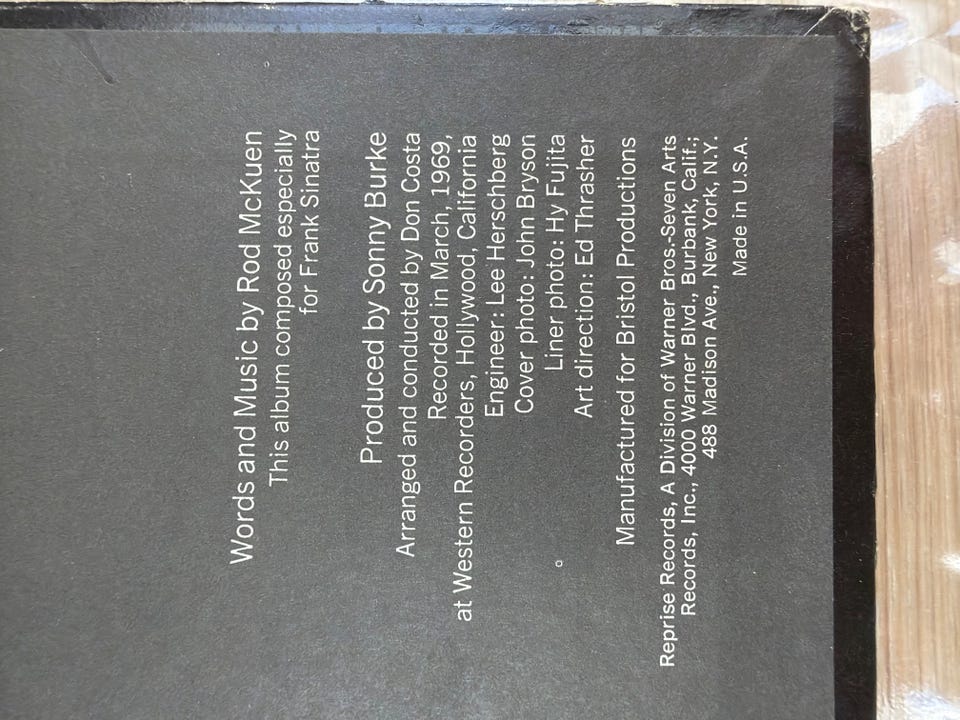 Words and Music by Rod McKuen
This album composed especially
for Frank Sinatra
Produced by Sonny Burke
Arranged and conducted by Don Costa
Recorded in March, 1969,
at Western Recorders, Hollywood, California
Engineer: Lee Herschberg
Cover photo: John Bryson
Liner photo: Hy Fujita
Art direction: Ed Thrasher
Manufactured for Bristol Productions
Reprise Records, A Division of Warner Bros.-Seven Arts
Records, Inc., 4000 Warner Blvd., Burbank, Calif.;
488 Madison Ave., New York, N.Y.
Made in U.S.A.